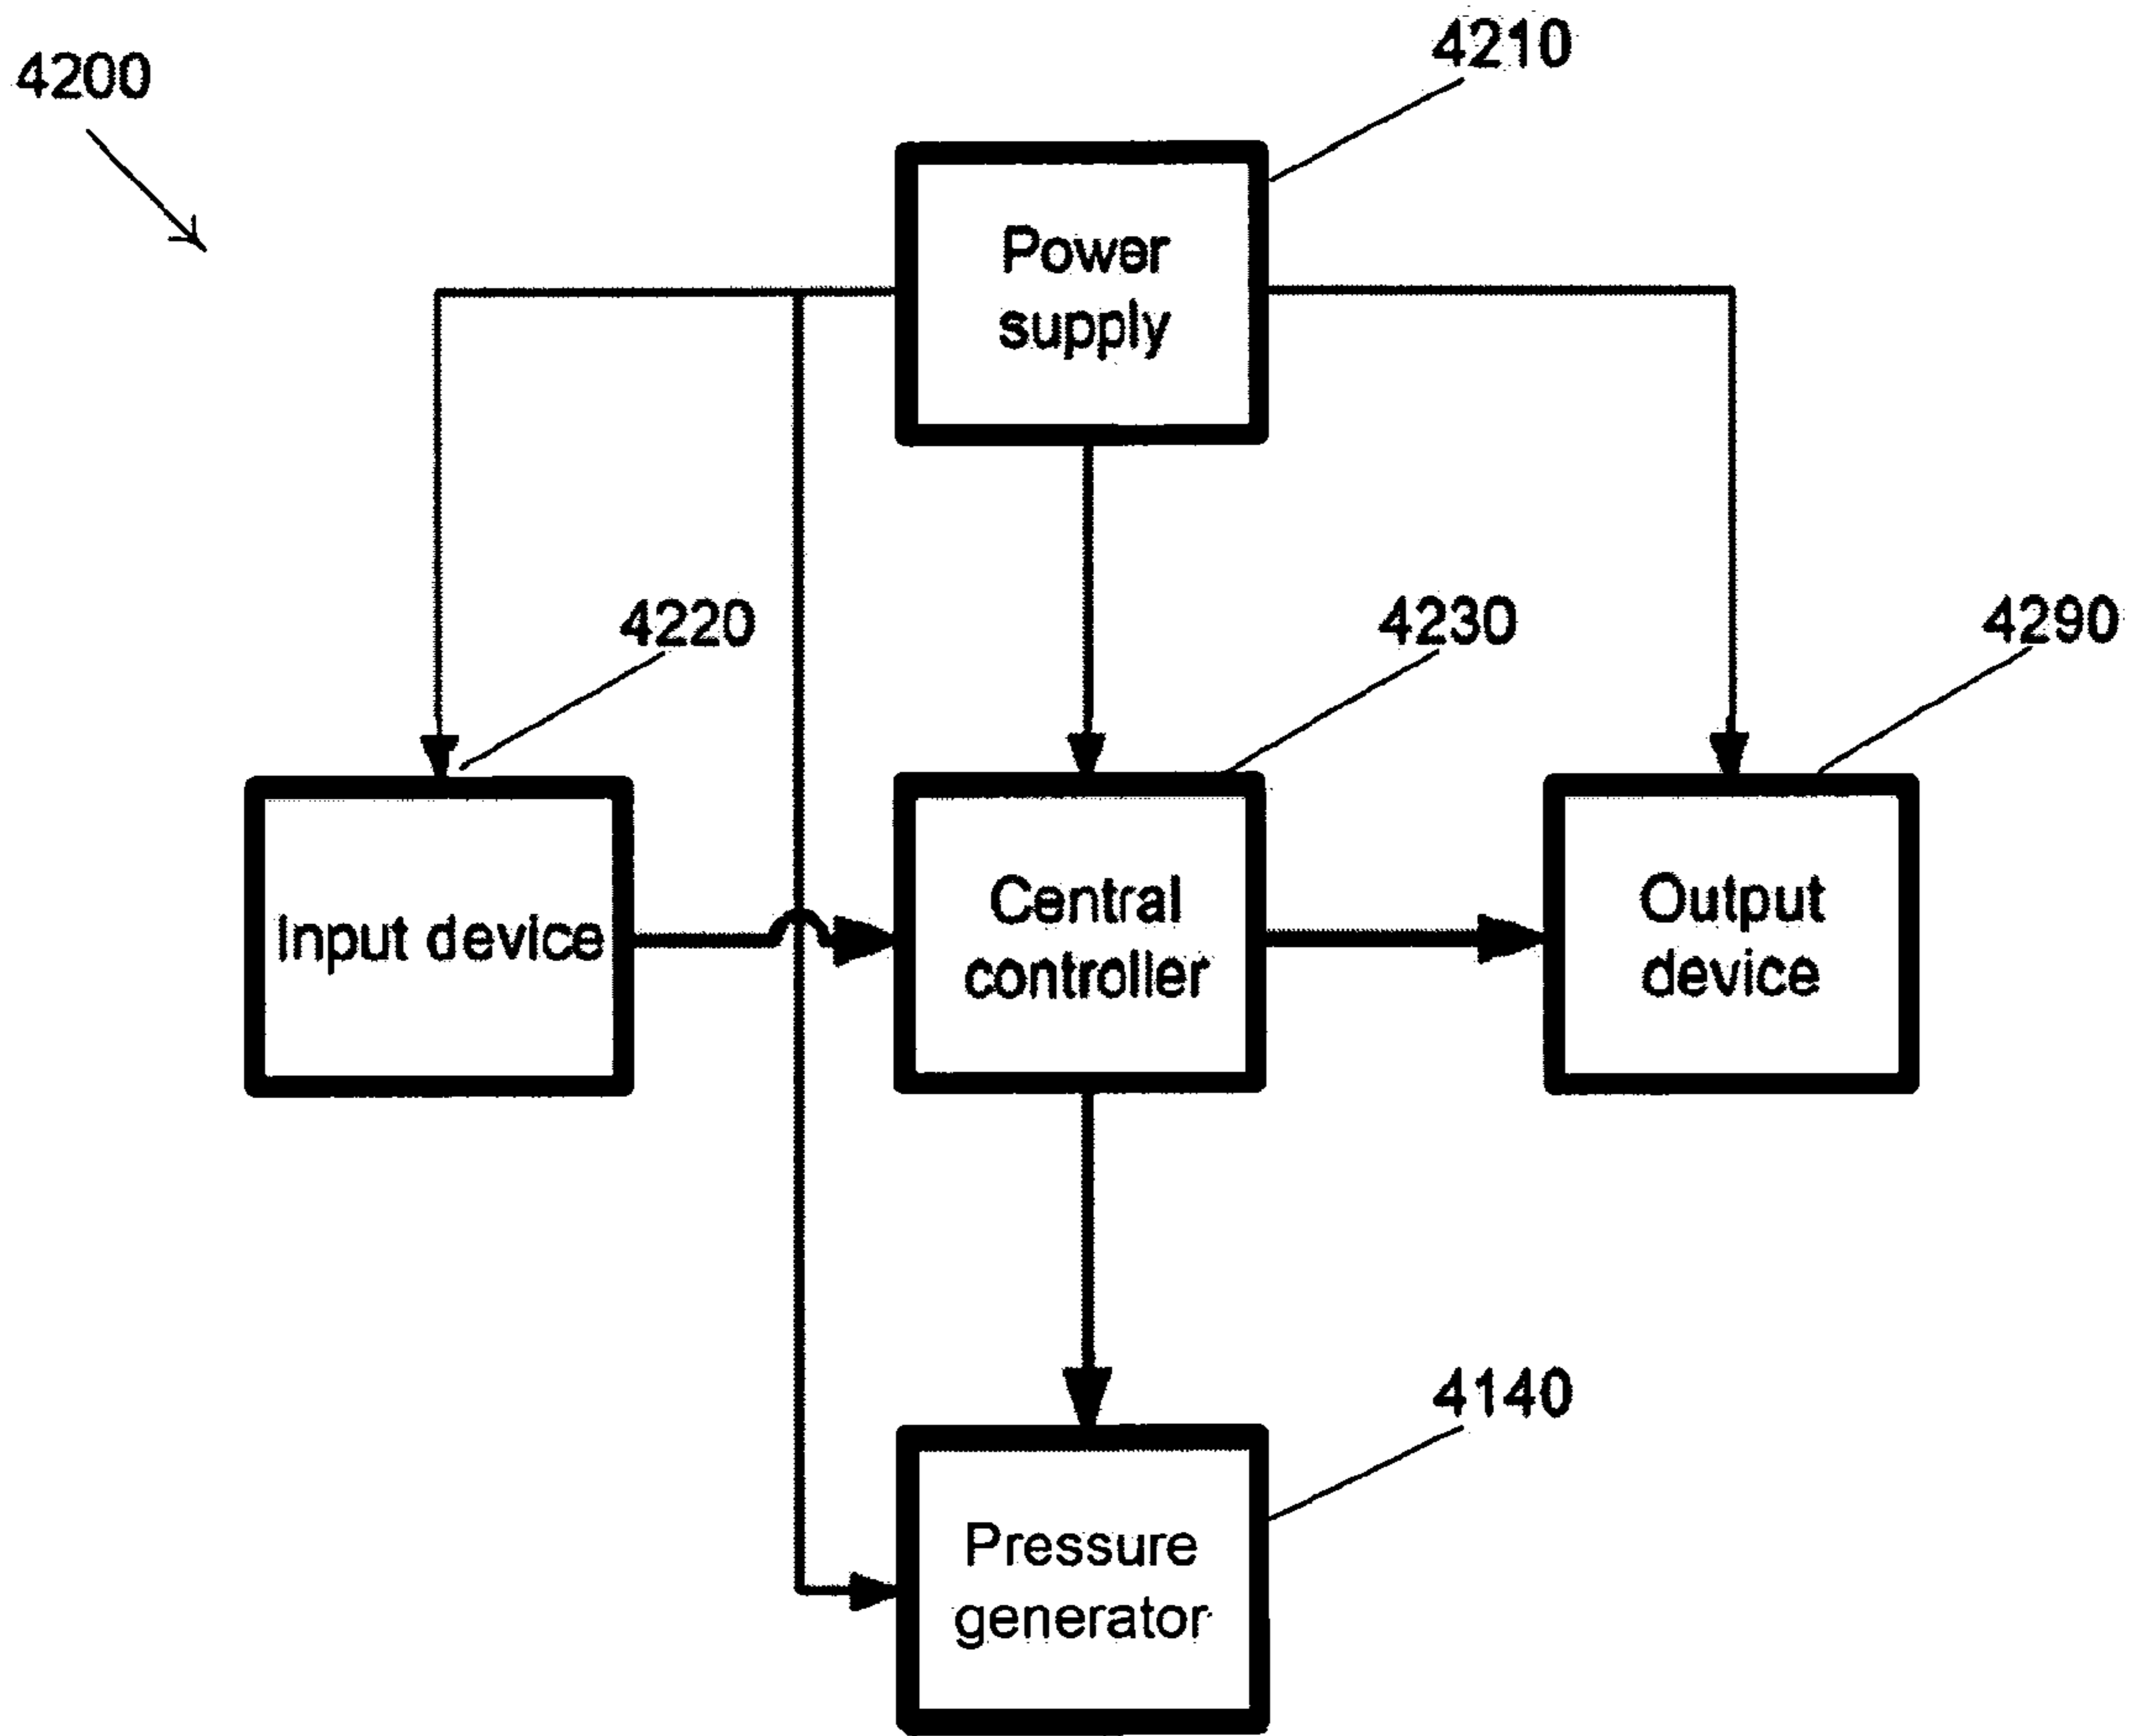 4200
4210
Power
supply
4220
4230
4290
Input device
Central
controller
Output
device
4140
Pressure
generator